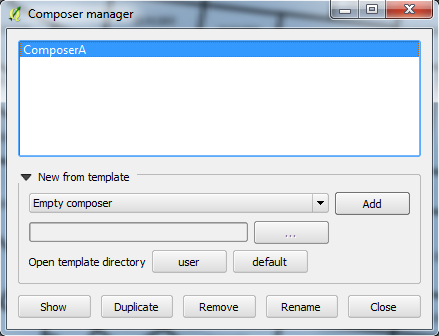 Composer manager
ComposerA
New from template
Empty composer
Add
...
Open template directory
user
default
Show
Duplicate
Remove
Rename
Close